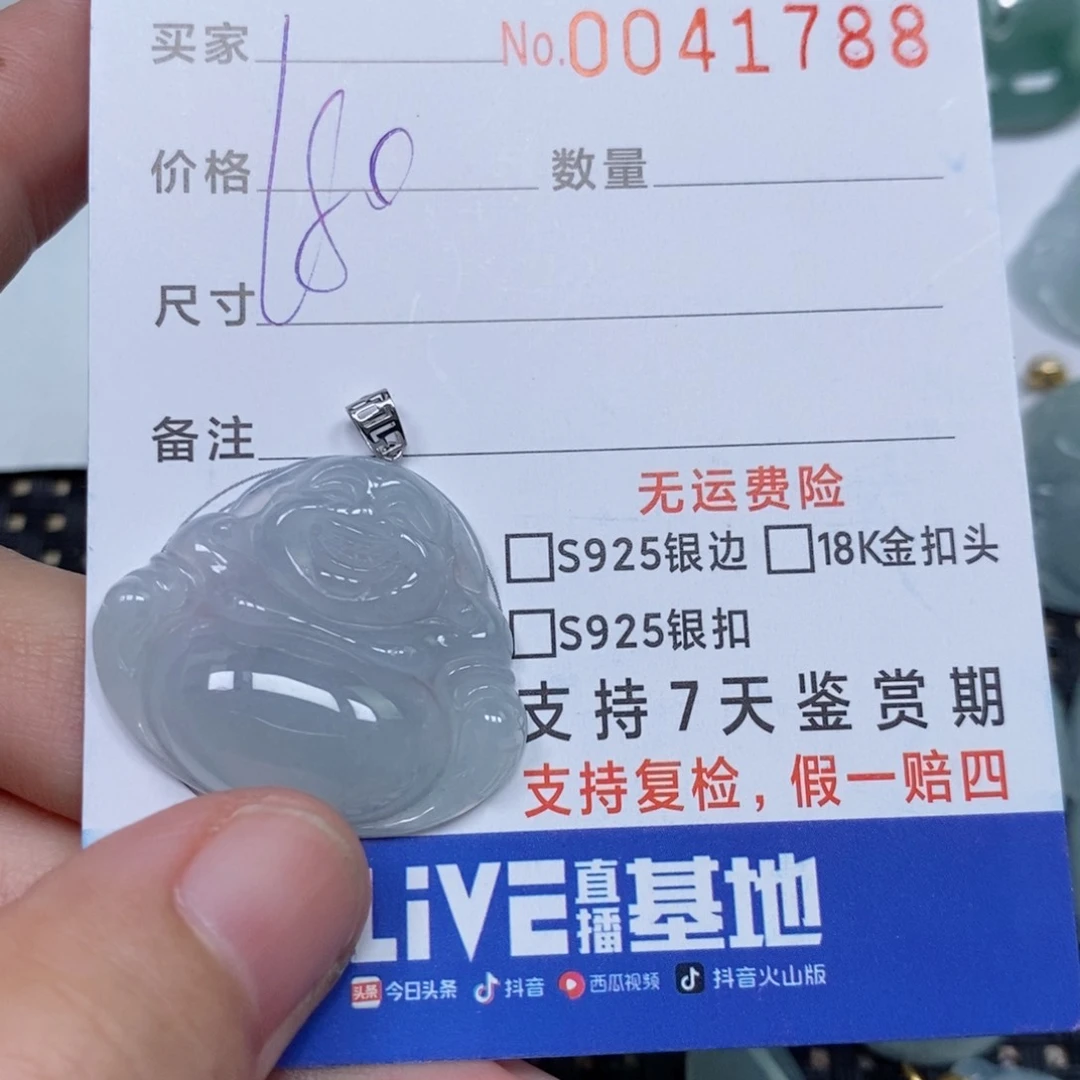 买家 No.0041788
价格 180 数量
尺寸
备注
无运费险
S925银边 18K金扣头
S925银扣
支持7天鉴赏期
支持复检，假一赔四
LiVE直播基地
头条 今日头条 抖音 西瓜视频 抖音火山版